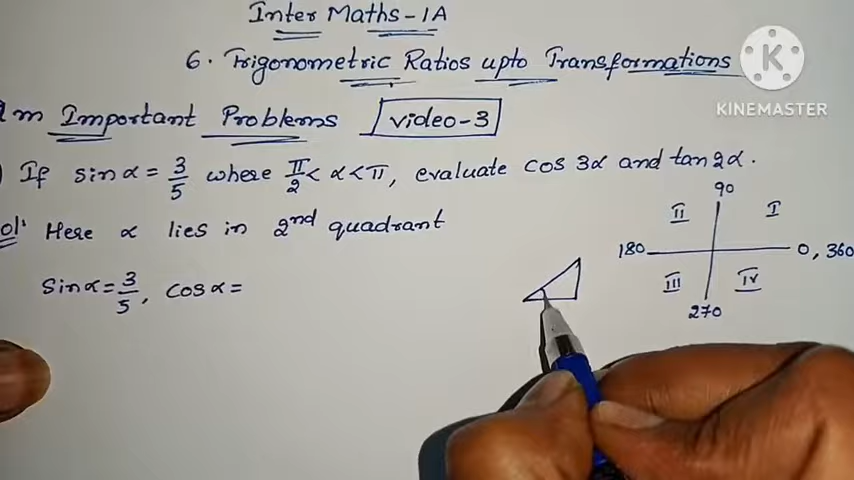 Inter Maths-1A
6. Trigonometric Ratios upto Transformations
Important Problems video-3
If sin α = 3/5 where π/2 < α < π, evaluate cos 3α and tan 2α.
Sol: Here α lies in 2nd quadrant
sin α = 3/5, cos α =
90
II I
180 0, 360
III IV
270
K
KINEMASTER